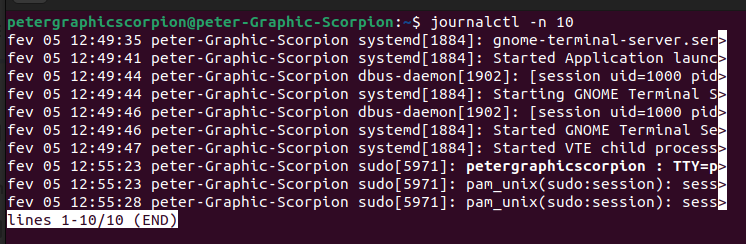 petergraphicscorpion@peter-Graphic-Scorpion:~$ journalctl -n 10
fev 05 12:49:35 peter-Graphic-Scorpion systemd[1884]: gnome-terminal-server.ser>
fev 05 12:49:41 peter-Graphic-Scorpion systemd[1884]: Started Application launc>
fev 05 12:49:44 peter-Graphic-Scorpion dbus-daemon[1902]: [session uid=1000 pid>
fev 05 12:49:44 peter-Graphic-Scorpion systemd[1884]: Starting GNOME Terminal S>
fev 05 12:49:46 peter-Graphic-Scorpion dbus-daemon[1902]: [session uid=1000 pid>
fev 05 12:49:46 peter-Graphic-Scorpion systemd[1884]: Started GNOME Terminal Se>
fev 05 12:49:47 peter-Graphic-Scorpion systemd[1884]: Started VTE child process>
fev 05 12:55:23 peter-Graphic-Scorpion sudo[5971]: petergraphicscorpion : TTY=p>
fev 05 12:55:23 peter-Graphic-Scorpion sudo[5971]: pam_unix(sudo:session): sess>
fev 05 12:55:28 peter-Graphic-Scorpion sudo[5971]: pam_unix(sudo:session): sess>
lines 1-10/10 (END)